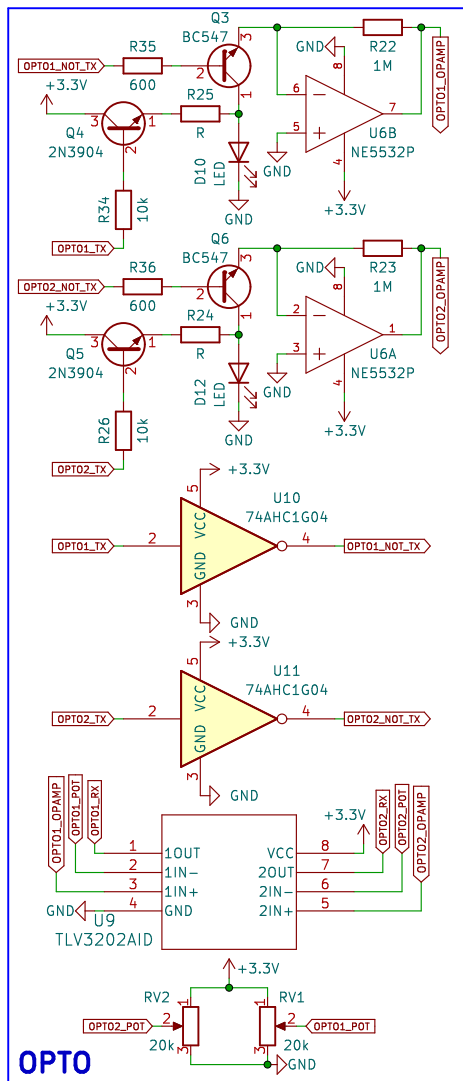 Q3
BC547
R35
600
OPTO1_NOT_TX
2
3
1
+3.3V
R25
R
Q4
2N3904
3
1
2
R34
10k
OPTO1_TX
D10
LED
GND
GND
8
R22
1M
6
5
7
U6B
NE5532P
4
GND
+3.3V
OPTO1_OPAMP
Q6
BC547
R36
600
OPTO2_NOT_TX
2
3
1
+3.3V
R24
R
Q5
2N3904
3
1
2
R26
10k
OPTO2_TX
D12
LED
GND
GND
8
R23
1M
2
3
1
U6A
NE5532P
4
GND
+3.3V
OPTO2_OPAMP
+3.3V
5
U10
74AHC1G04
VCC
OPTO1_TX
2
4
OPTO1_NOT_TX
GND
3
GND
+3.3V
5
U11
74AHC1G04
VCC
OPTO2_TX
2
4
OPTO2_NOT_TX
GND
3
GND
OPTO1_OPAMP
OPTO1_POT
OPTO1_RX
+3.3V
OPTO2_RX
OPTO2_POT
OPTO2_OPAMP
1 1OUT VCC 8
2 1IN- 2OUT 7
3 1IN+ 2IN- 6
GND 4 GND 2IN+ 5
U9
TLV3202AID
+3.3V
RV2
RV1
1
1
OPTO2_POT
2
2
OPTO1_POT
20k
3
20k
3
GND
OPTO